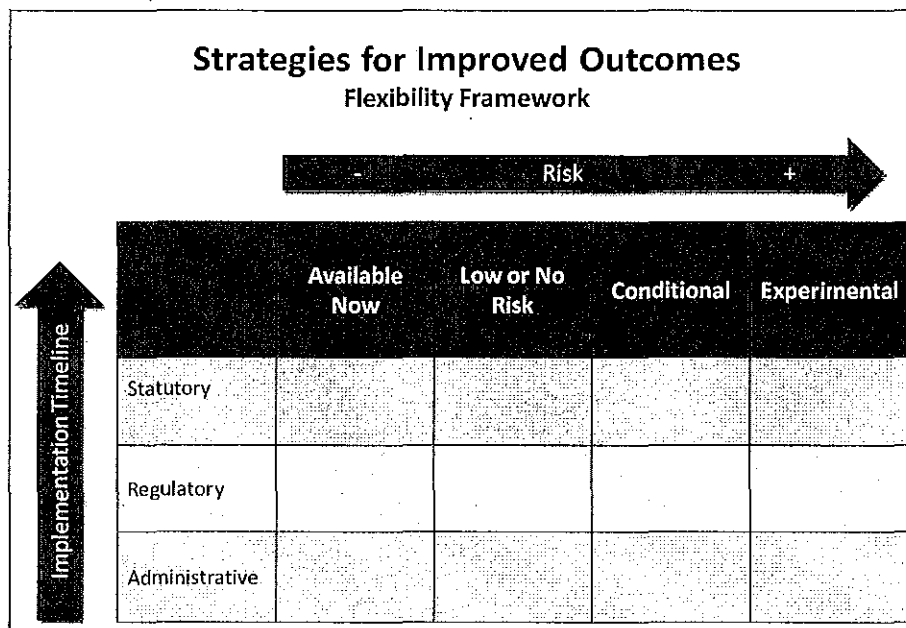 Strategies for Improved Outcomes
Flexibility Framework
- Risk +
Available
Now
Low or No
Risk
Conditional
Experimental
Implementation Timeline
Statutory
Regulatory
Administrative